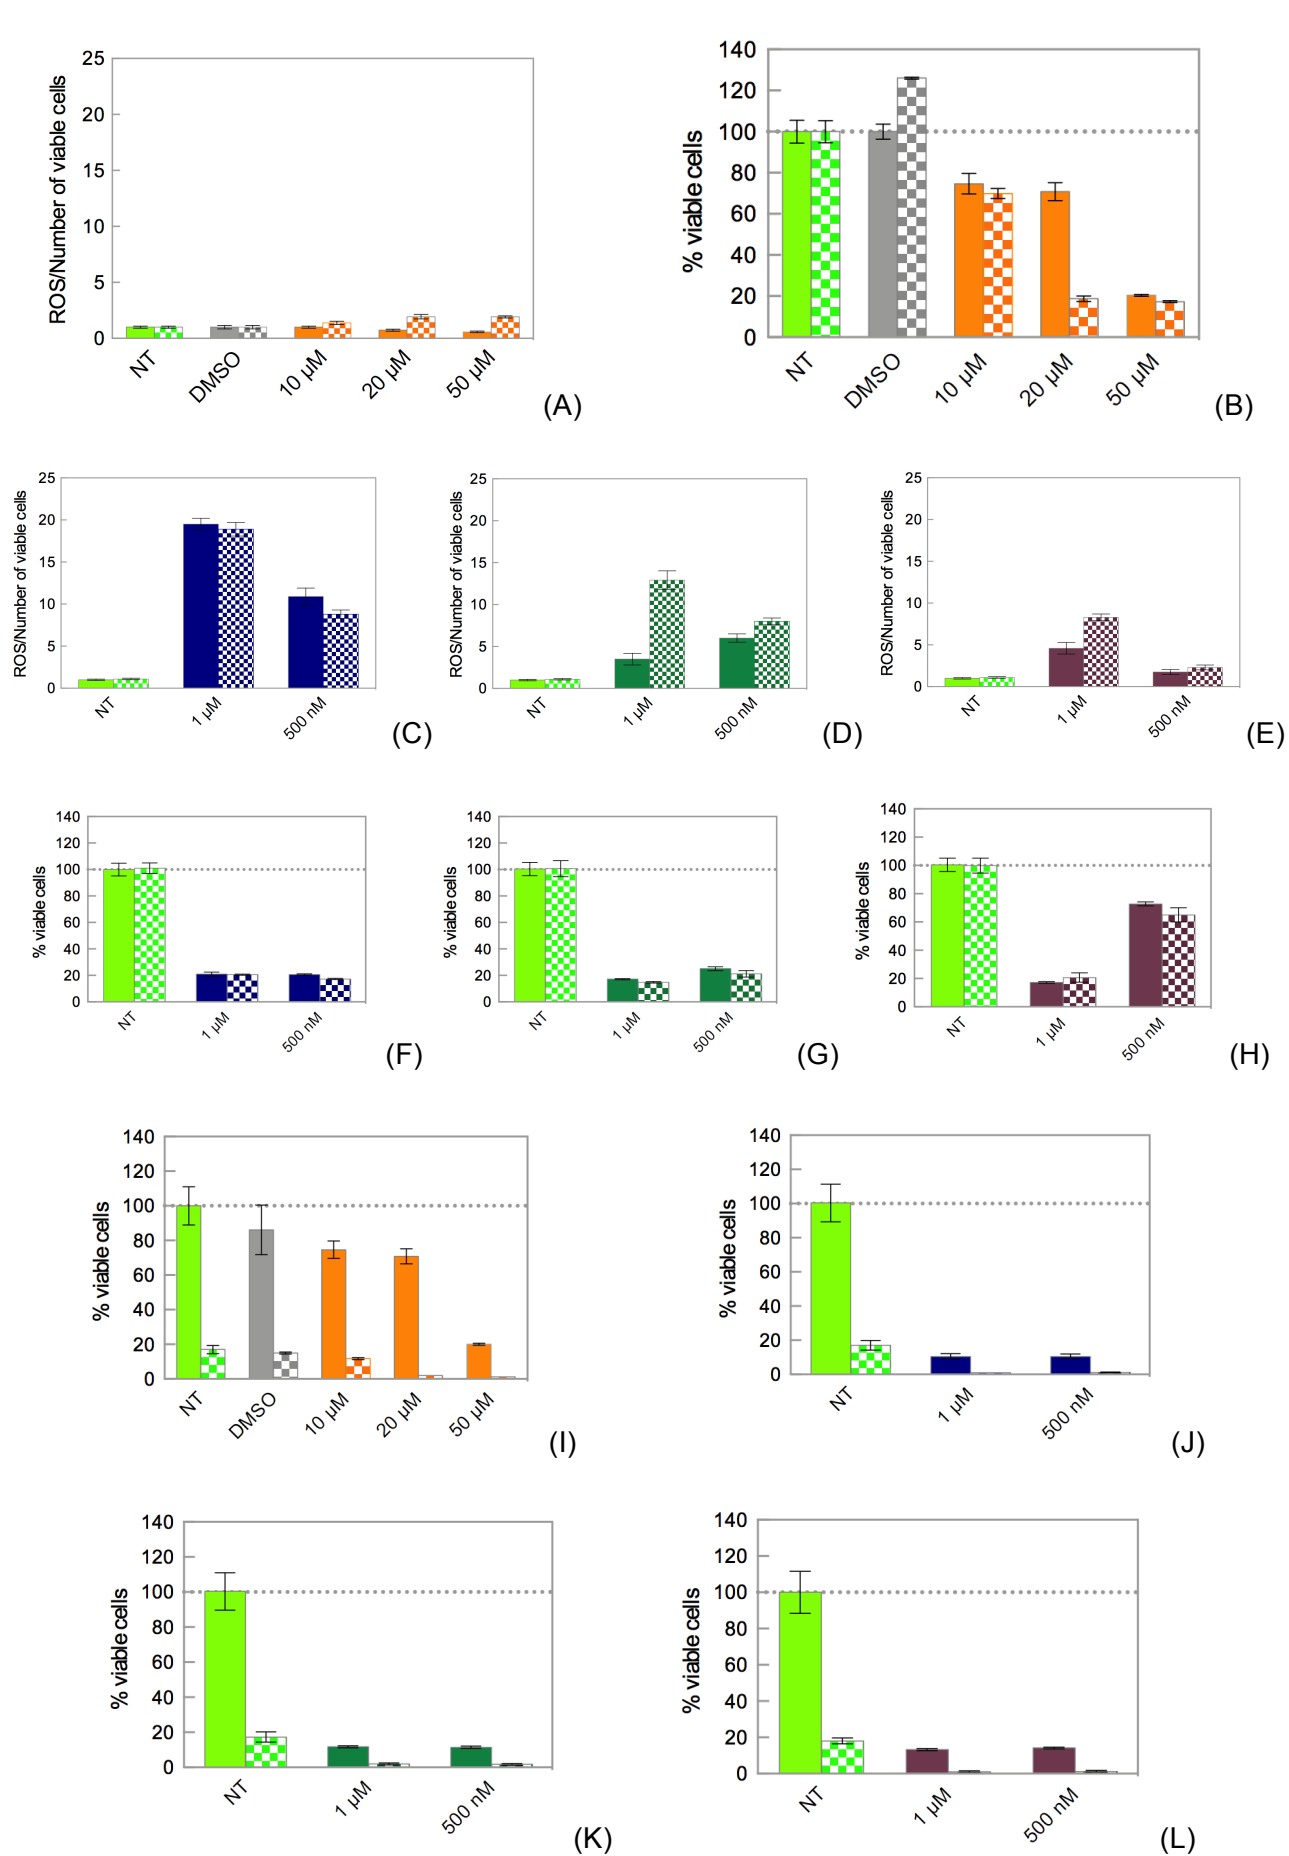 ROS/Number of viable cells
25
20
15
10
5
0
NT
DMSO
10 µM
20 µM
50 µM
(A)
% viable cells
140
120
100
80
60
40
20
0
NT
DMSO
10 µM
20 µM
50 µM
(B)
ROS/Number of viable cells
25
20
15
10
5
0
NT
1 µM
500 nM
(C)
ROS/Number of viable cells
25
20
15
10
5
0
NT
1 µM
500 nM
(D)
ROS/Number of viable cells
25
20
15
10
5
0
NT
1 µM
500 nM
(E)
% viable cells
140
120
100
80
60
40
20
0
NT
1 µM
500 nM
(F)
% viable cells
140
120
100
80
60
40
20
0
NT
1 µM
500 nM
(G)
% viable cells
140
120
100
80
60
40
20
0
NT
1 µM
500 nM
(H)
% viable cells
140
120
100
80
60
40
20
0
NT
DMSO
10 µM
20 µM
50 µM
(I)
% viable cells
140
120
100
80
60
40
20
0
NT
1 µM
500 nM
(J)
% viable cells
140
120
100
80
60
40
20
0
NT
1 µM
500 nM
(K)
% viable cells
140
120
100
80
60
40
20
0
NT
1 µM
500 nM
(L)